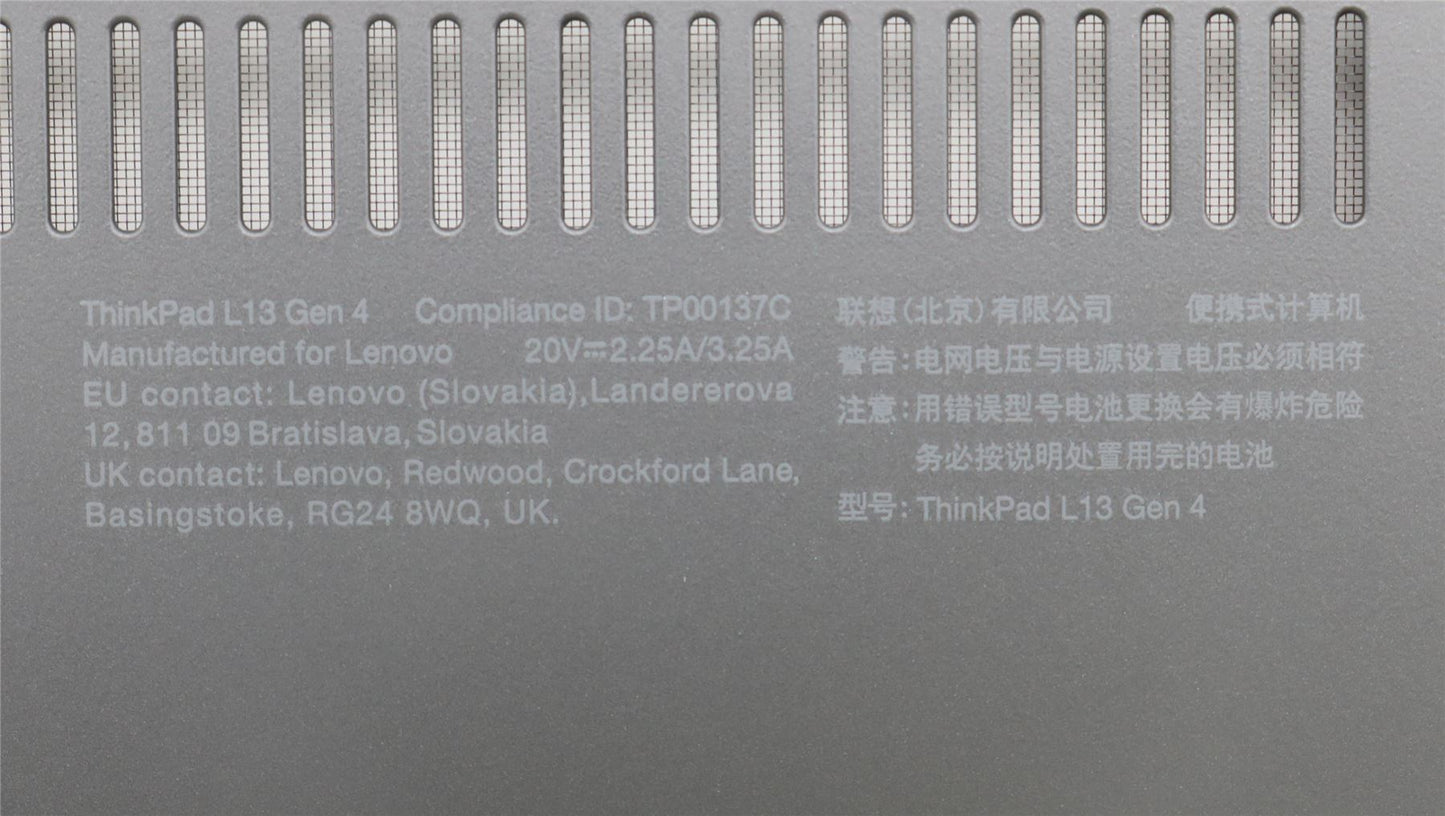 ThinkPad L13 Gen 4 Compliance ID: TP00137C
Manufactured for Lenovo 20V⎓2.25A/3.25A
EU contact: Lenovo (Slovakia),Landererova
12, 811 09 Bratislava, Slovakia
UK contact: Lenovo, Redwood, Crockford Lane,
Basingstoke, RG24 8WQ, UK.
联想(北京)有限公司 便携式计算机
警告:电网电压与电源设置电压必须相符
注意:用错误型号电池更换会有爆炸危险
务必按说明处置用完的电池
型号: ThinkPad L13 Gen 4